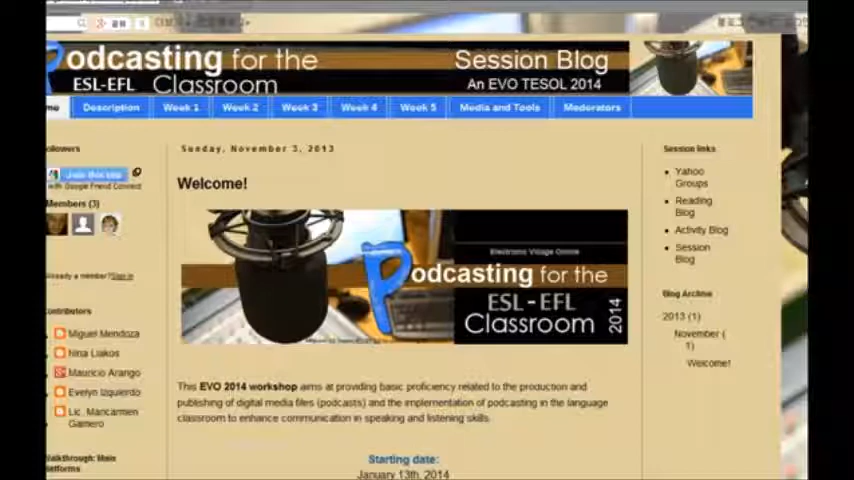 Podcasting for the
ESL-EFL Classroom
Session Blog
An EVO TESOL 2014
me
Description
Week 1
Week 2
Week 3
Week 4
Week 5
Media and Tools
Moderators
ollowers
Join this site
with Google Friend Connect
Members (3)
Already a member?Sign in
ontributors
Miguel Mendoza
Nina Liakos
Mauricio Arango
Evelyn Izquierdo
Lic. Maricarmen
Gamero
Walkthrough: Main
latforms
Sunday, November 3, 2013
Welcome!
Electronic Village Online
Podcasting for the
ESL-EFL
Classroom
2014
This EVO 2014 workshop aims at providing basic proficiency related to the production and
publishing of digital media files (podcasts) and the implementation of podcasting in the language
classroom to enhance communication in speaking and listening skills.
Starting date:
January 13th, 2014
Session links
Yahoo
Groups
Reading
Blog
Activity Blog
Session
Blog
Blog Archive
2013 (1)
November (
1)
Welcome!